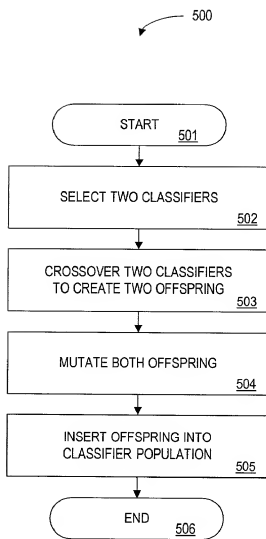 500
START
501
SELECT TWO CLASSIFIERS
502
CROSSOVER TWO CLASSIFIERS
TO CREATE TWO OFFSPRING
503
MUTATE BOTH OFFSPRING
504
INSERT OFFSPRING INTO
CLASSIFIER POPULATION
505
END
506